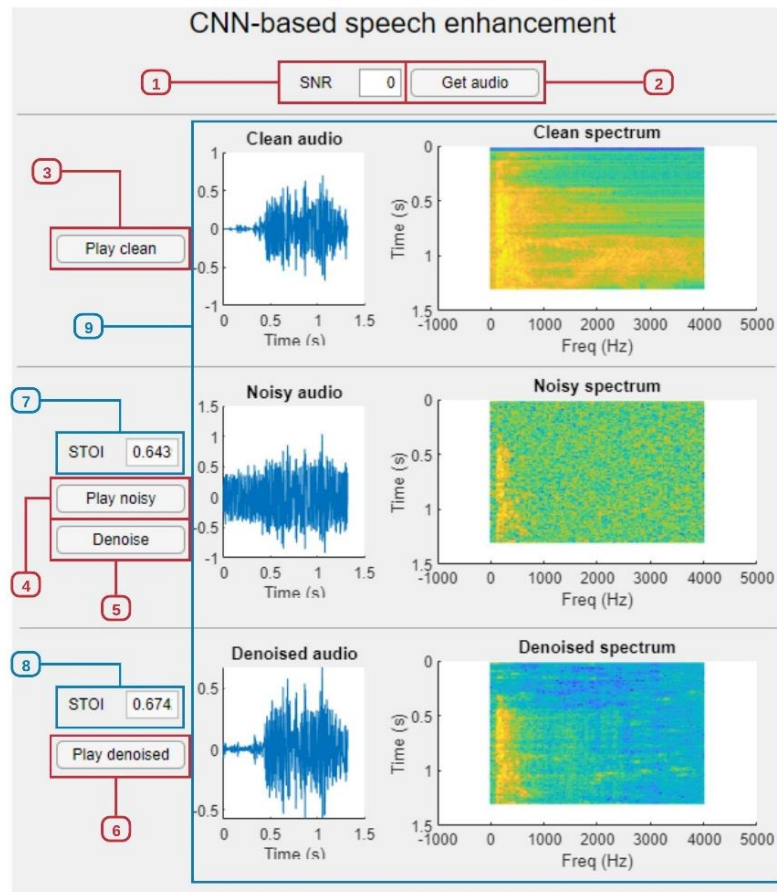 CNN-based speech enhancement
1
SNR
0
Get audio
2
Clean audio
Clean spectrum
3
Play clean
9
1
0.5
0
-0.5
-1
0
0.5
1
1.5
Time (s)
Time (s)
0
0.5
1
1.5
-1000
0
1000
2000
3000
4000
5000
Freq (Hz)
Noisy audio
Noisy spectrum
7
STOI
0.643
Play noisy
Denoise
4
5
1.5
1
0.5
0
-0.5
-1
0
0.5
1
1.5
Time (s)
Time (s)
0
0.5
1
1.5
-1000
0
1000
2000
3000
4000
5000
Freq (Hz)
Denoised audio
Denoised spectrum
8
STOI
0.674
Play denoised
6
0.5
0
-0.5
0
0.5
1
1.5
Time (s)
Time (s)
0
0.5
1
1.5
-1000
0
1000
2000
3000
4000
5000
Freq (Hz)